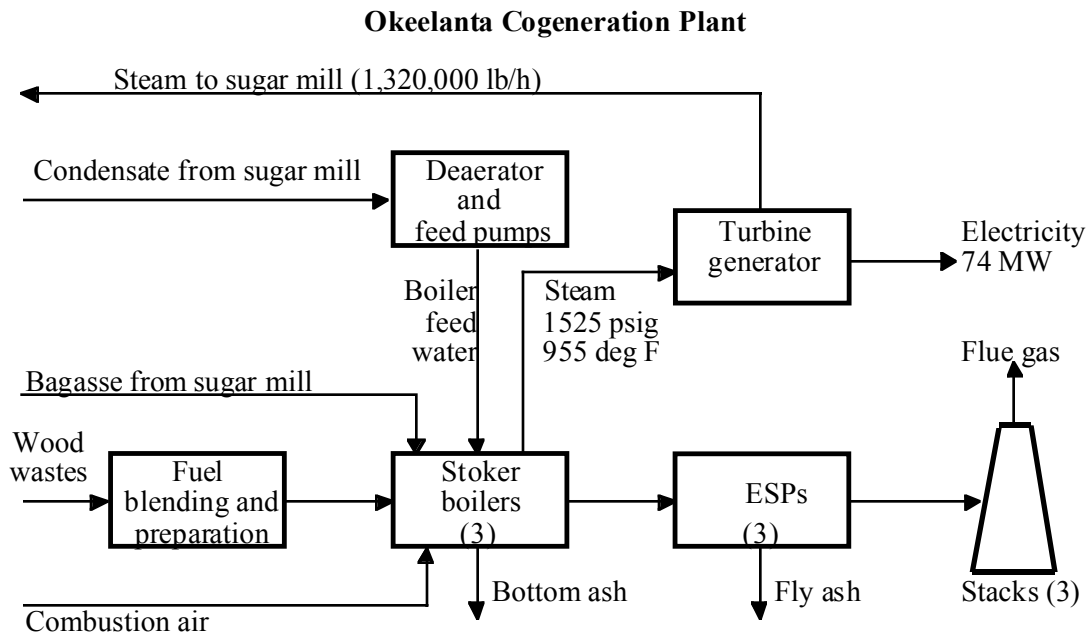 Okeelanta Cogeneration Plant
Steam to sugar mill (1,320,000 lb/h)
Condensate from sugar mill
Deaerator
and
feed pumps
Turbine
generator
Electricity
74 MW
Boiler
feed
water
Steam
1525 psig
955 deg F
Flue gas
Bagasse from sugar mill
Wood
wastes
Fuel
blending and
preparation
Stoker
boilers
(3)
ESPs
(3)
Bottom ash
Fly ash
Stacks (3)
Combustion air